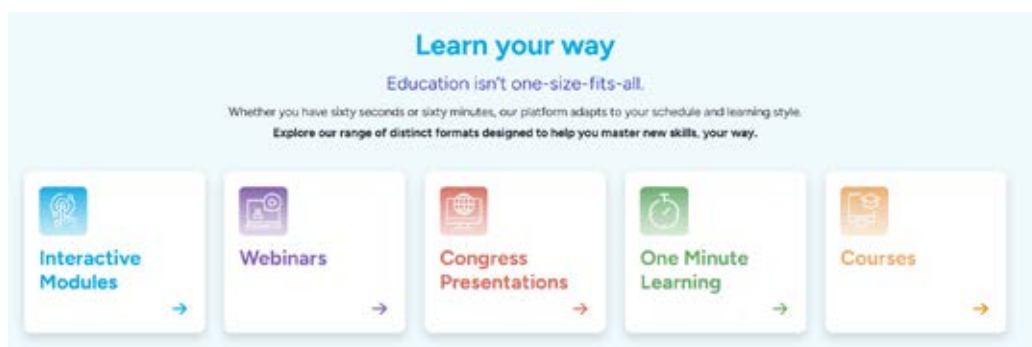 Learn your way
Education isn't one-size-fits-all.
Whether you have sixty seconds or sixty minutes, our platform adapts to your schedule and learning style.
Explore our range of distinct formats designed to help you master new skills, your way.
Interactive
Modules
Webinars
Congress
Presentations
One Minute
Learning
Courses